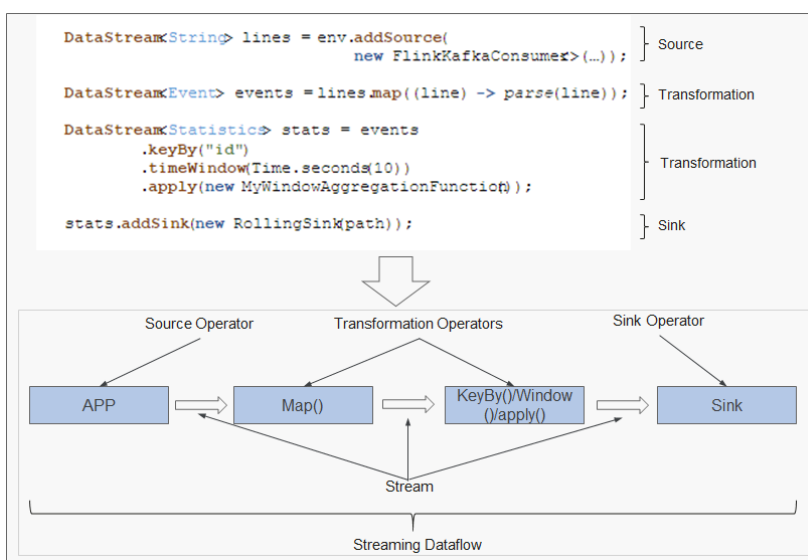 DataStream<String> lines = env.addSource(
new FlinkKafkaConsumer<>(…));
Source
DataStream<Event> events = lines.map((line) -> parse(line));
Transformation
DataStream<Statistics> stats = events
.keyBy("id")
.timeWindow(Time.seconds(10))
.apply(new MyWindowAggregationFunction());
Transformation
stats.addSink(new RollingSink(path));
Sink
Source Operator
Transformation Operators
Sink Operator
APP
Map()
KeyBy()/Window
()/apply()
Sink
Stream
Streaming Dataflow